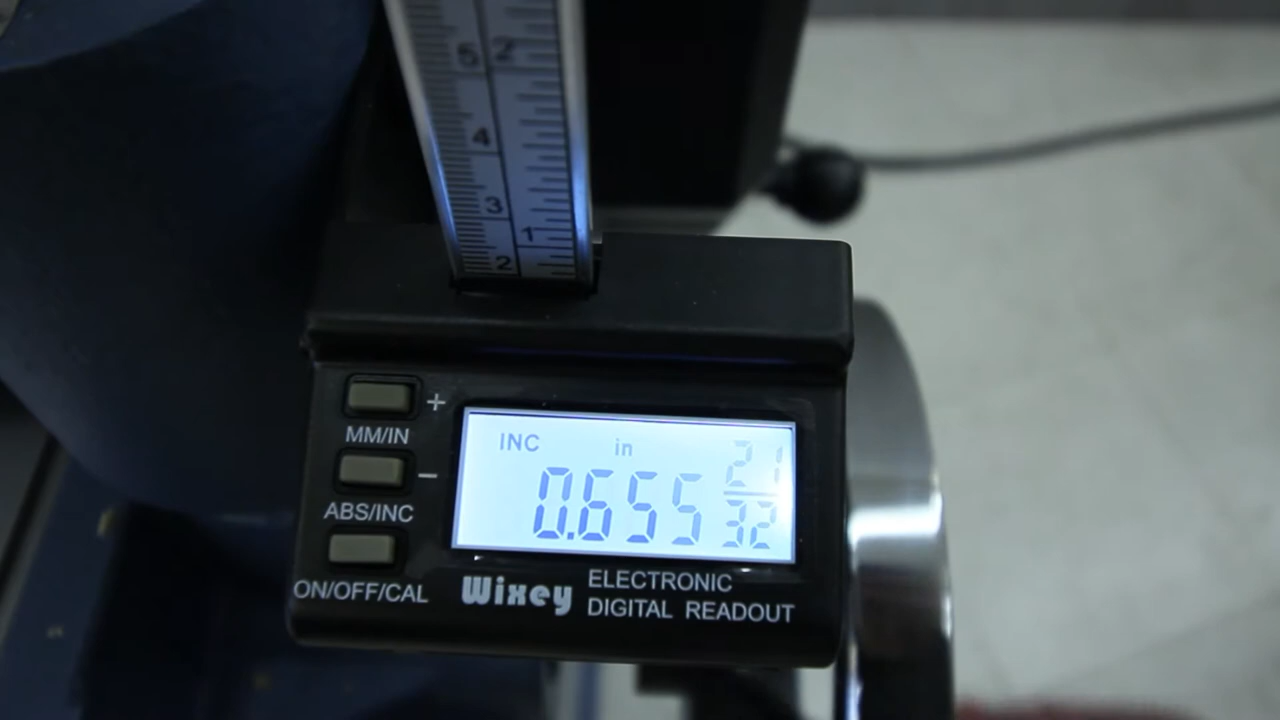 5 2
4
3
1
2
+
MM/IN
−
ABS/INC
ON/OFF/CAL
INC in 21
0.655 32
Wixey ELECTRONIC
DIGITAL READOUT